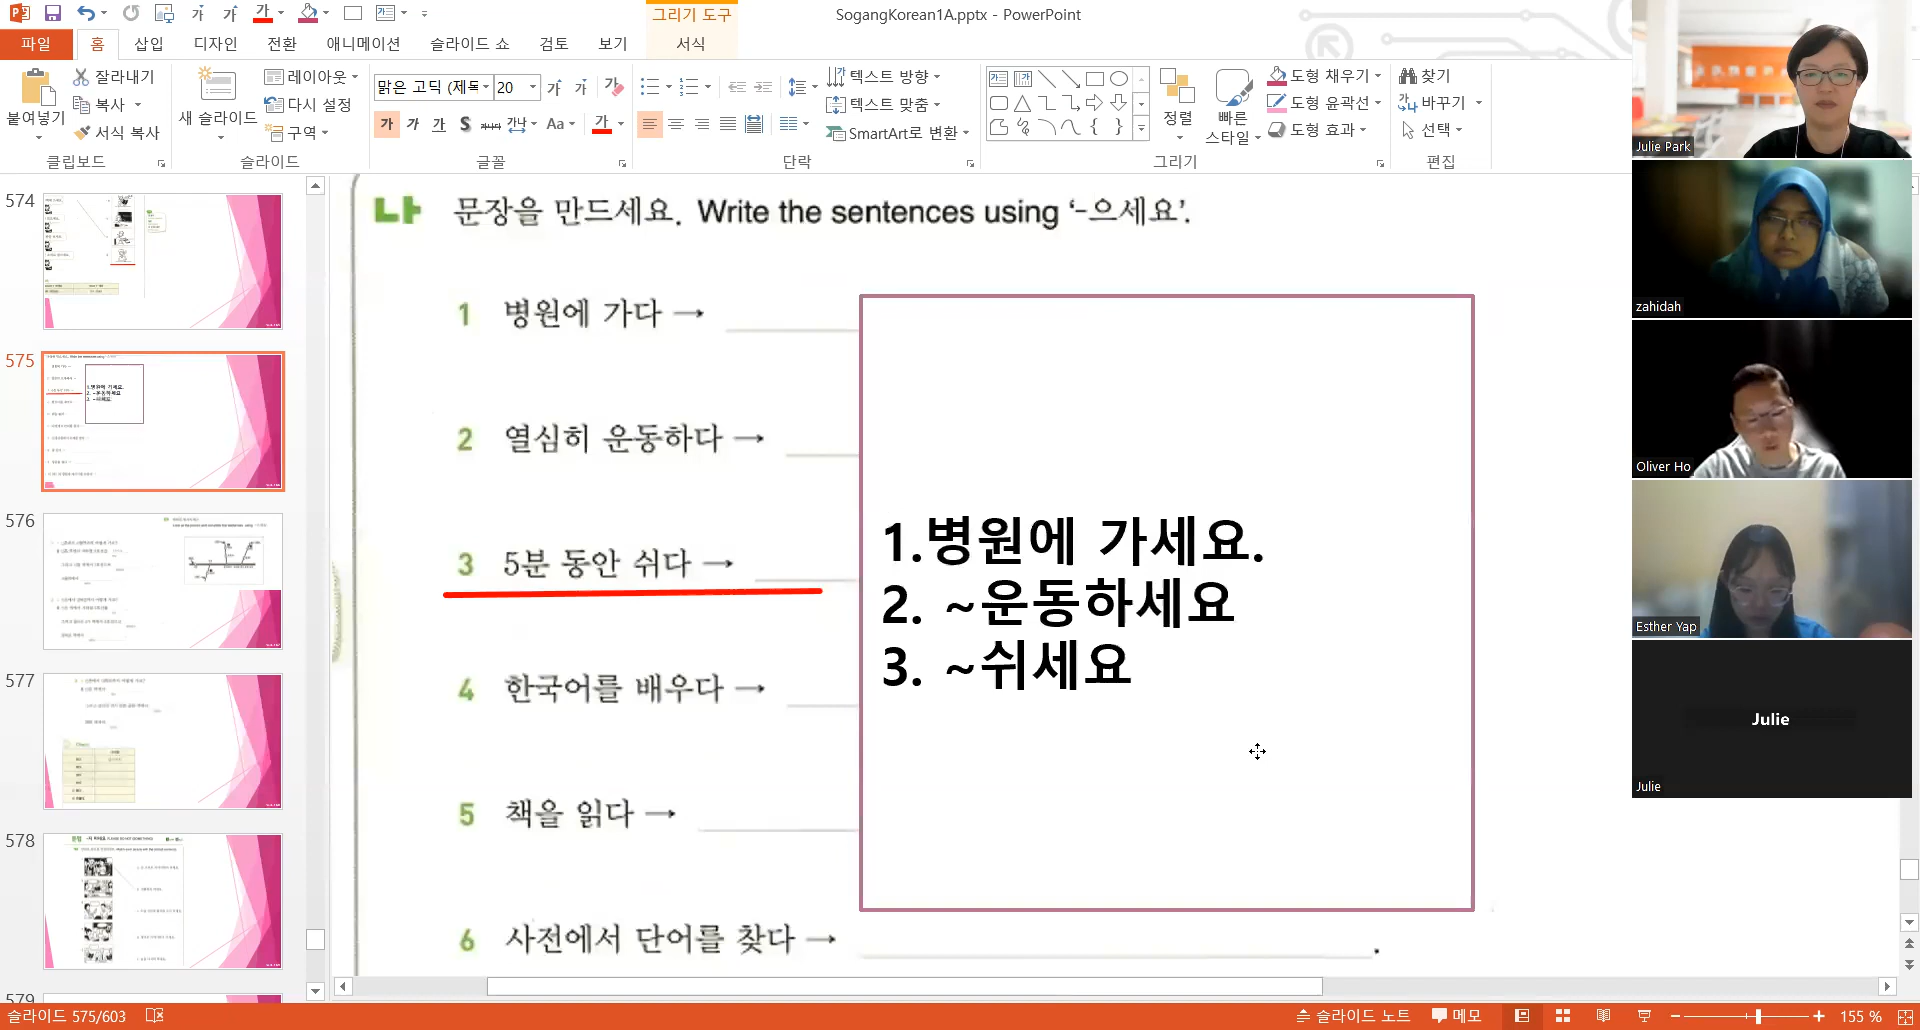 SogangKorean1A.pptx - PowerPoint
그리기 도구
파일 홈 삽입 디자인 전환 애니메이션 슬라이드 쇼 검토 보기 서식
붙여넣기
잘라내기
복사
서식 복사
클립보드
새 슬라이드
레이아웃
다시 설정
구역
슬라이드
맑은 고딕 (제목 20
글꼴
텍스트 방향
텍스트 맞춤
SmartArt로 변환
단락
정렬
빠른 스타일
도형 채우기
도형 윤곽선
도형 효과
그리기
찾기
바꾸기
선택
편집
574
575
576
577
578
579
나 문장을 만드세요. Write the sentences using ‘-으세요’.
1 병원에 가다 →
2 열심히 운동하다 →
3 5분 동안 쉬다 →
4 한국어를 배우다 →
5 책을 읽다 →
6 사전에서 단어를 찾다 → .
1.병원에 가세요.
2. ~운동하세요
3. ~쉬세요
Julie Park
zahidah
Oliver Ho
Esther Yap
Julie
Julie
슬라이드 575/603
슬라이드 노트
메모
155 %